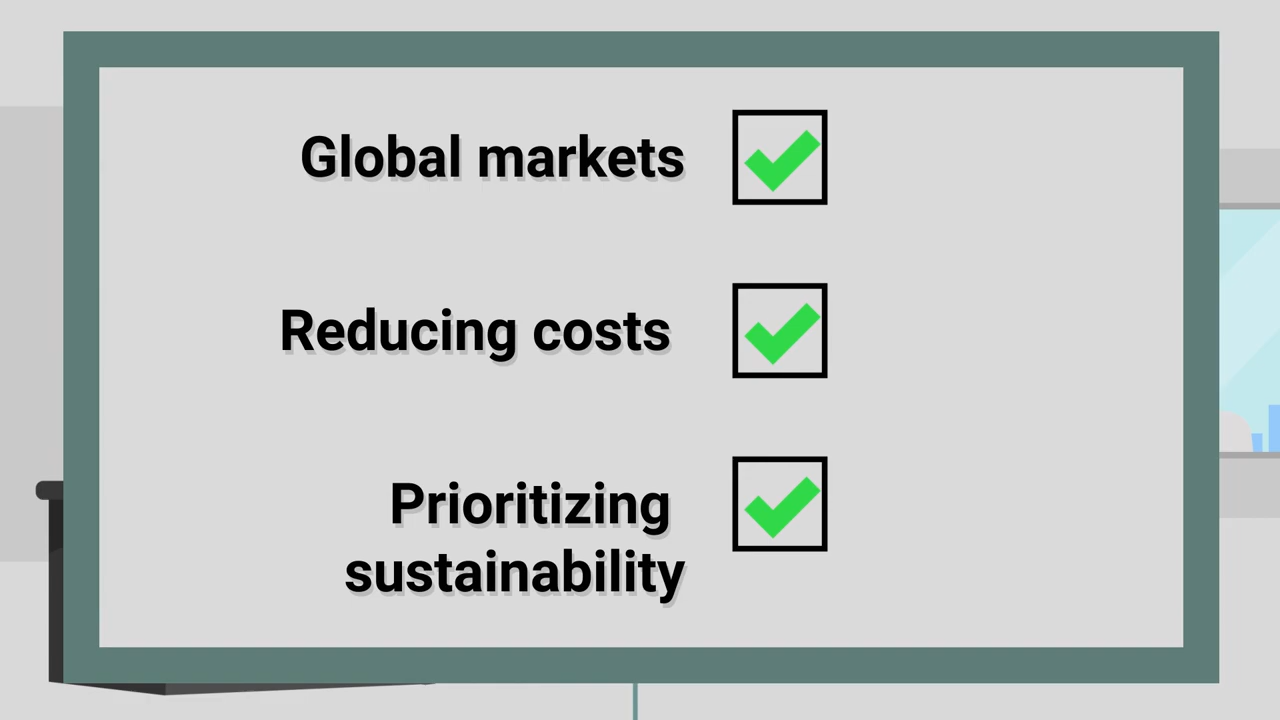 Global markets
Reducing costs
Prioritizing
sustainability